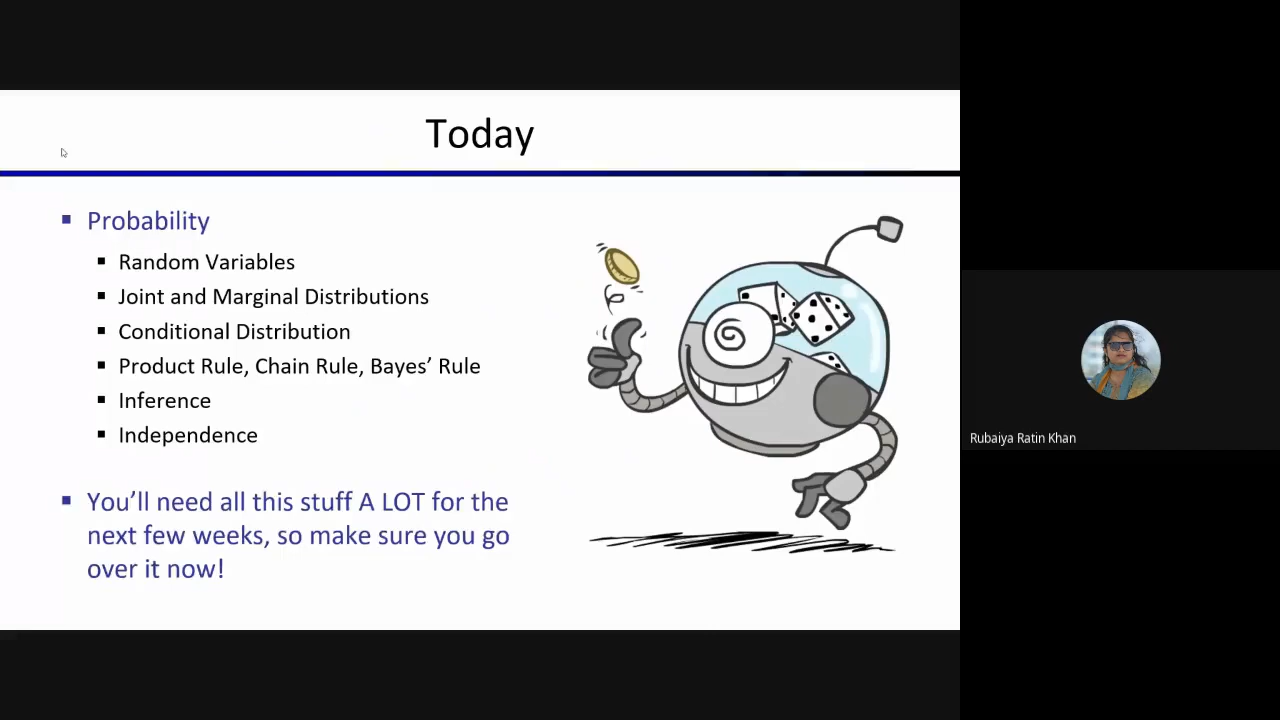 Today
Probability
Random Variables
Joint and Marginal Distributions
Conditional Distribution
Product Rule, Chain Rule, Bayes’ Rule
Inference
Independence
You’ll need all this stuff A LOT for the
next few weeks, so make sure you go
over it now!
Rubaiya Ratin Khan